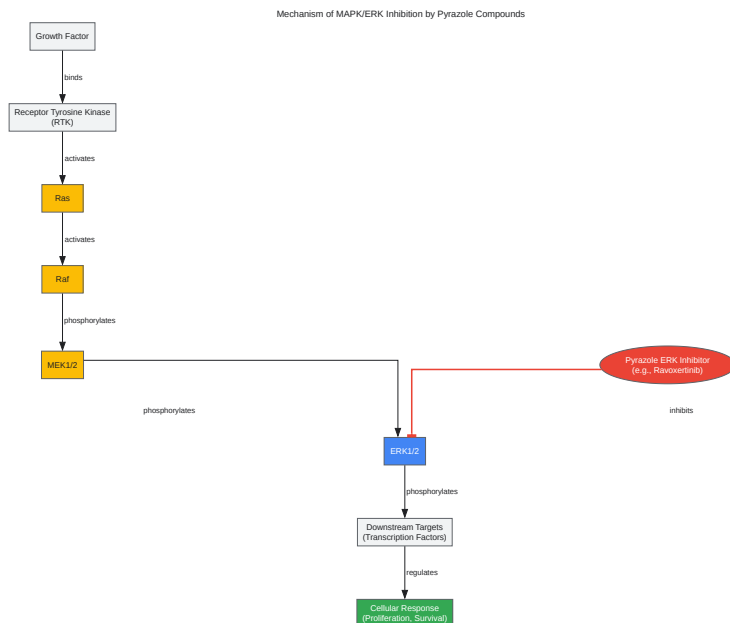 Mechanism of MAPK/ERK Inhibition by Pyrazole Compounds
Growth Factor
binds
Receptor Tyrosine Kinase
(RTK)
activates
Ras
activates
Raf
phosphorylates
MEK1/2
Pyrazole ERK Inhibitor
(e.g., Ravoxertinib)
phosphorylates
inhibits
ERK1/2
phosphorylates
Downstream Targets
(Transcription Factors)
regulates
Cellular Response
(Proliferation, Survival)